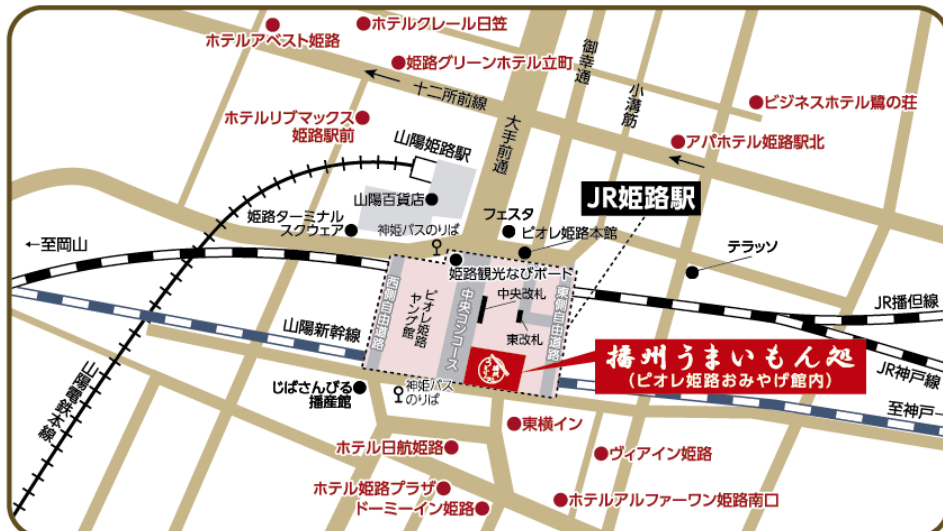 ホテルアベスト姫路
ホテルクレール日笠
姫路グリーンホテル立町
御幸通
小溝筋
ビジネスホテル鷺の荘
十二所前線
大手前通
ホテルリブマックス
姫路駅前
アパホテル姫路駅北
山陽姫路駅
山陽百貨店
JR姫路駅
姫路ターミナル
スクウェア
神姫バスのりば
フェスタ
ピオレ姫路本館
テラッソ
←至岡山
姫路観光なびポート
西側自由通路
ピオレ姫路
ヤング館
中央コンコース
中央改札
東改札
東側自由通路
JR播但線
山陽新幹線
播州うまいもん処
(ピオレ姫路おみやげ館内)
JR神戸線
至神戸→
山陽電鉄本線
じばさんびる
播産館
神姫バス
のりば
東横イン
ホテル日航姫路
ヴィアイン姫路
ホテル姫路プラザ
ドーミーイン姫路
ホテルアルファーワン姫路南口